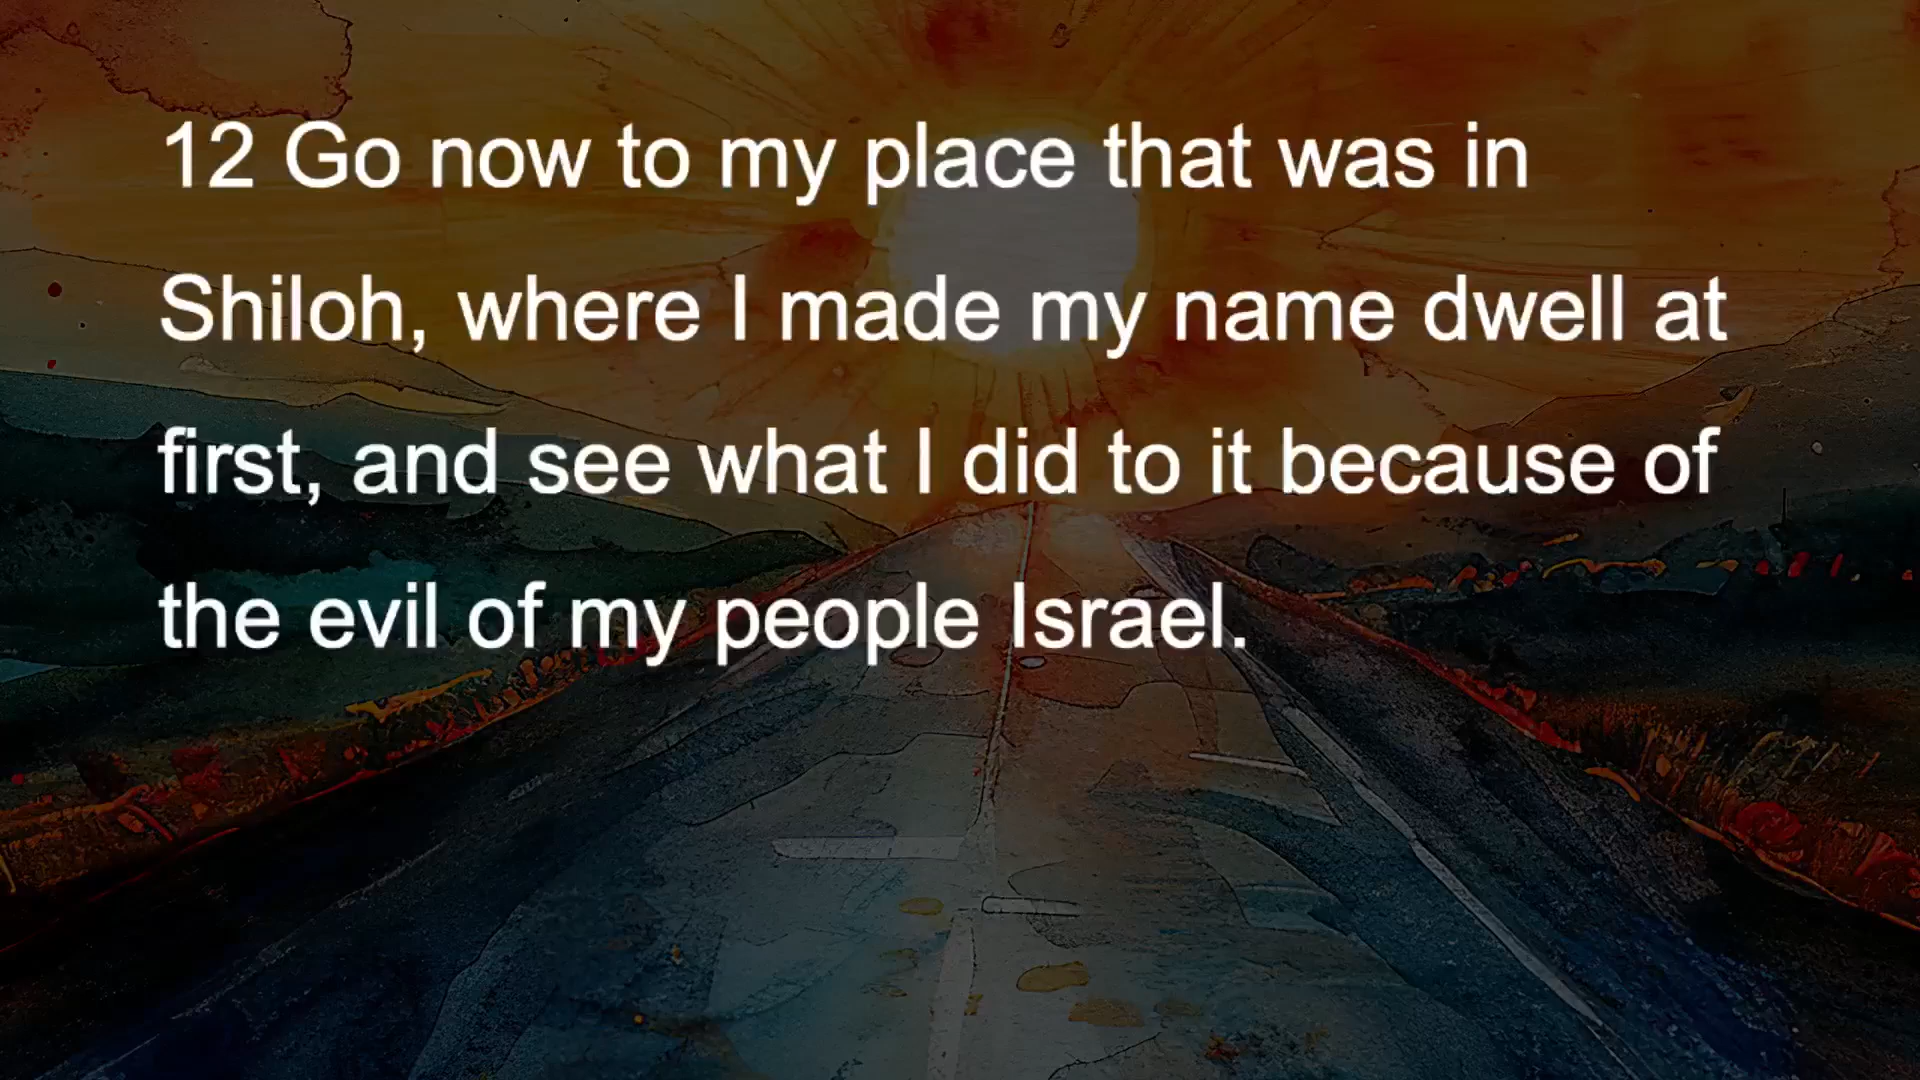 12 Go now to my place that was in
Shiloh, where I made my name dwell at
first, and see what I did to it because of
the evil of my people Israel.